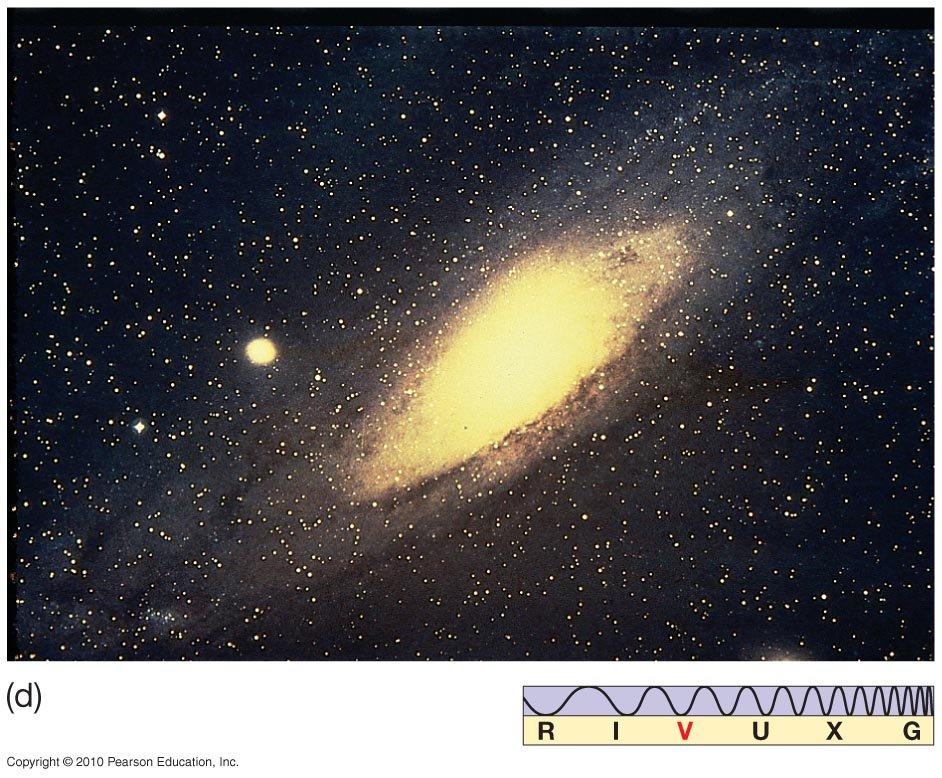 (d)
R I V U X G
Copyright © 2010 Pearson Education, Inc.